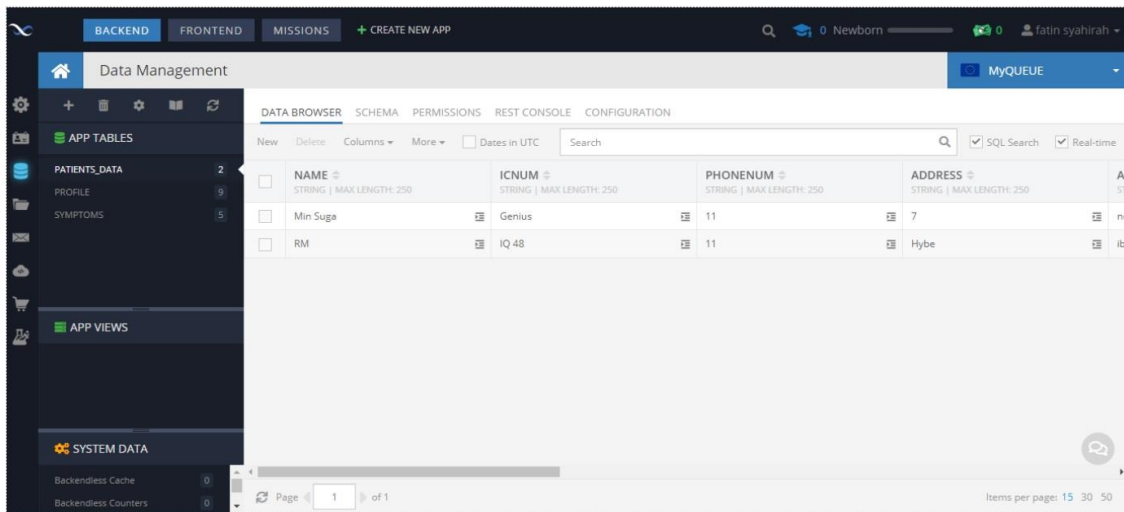 BACKEND FRONTEND MISSIONS + CREATE NEW APP 0 Newborn 0 fatin syahirah
Data Management MyQUEUE
DATA BROWSER SCHEMA PERMISSIONS REST CONSOLE CONFIGURATION
APP TABLES
New Delete Columns More Dates in UTC Search SQL Search Real-time
PATIENTS_DATA 2
PROFILE 9
SYMPTOMS 5
NAME ICNUM PHONENUM ADDRESS A
STRING | MAX LENGTH: 250 STRING | MAX LENGTH: 250 STRING | MAX LENGTH: 250 STRING | MAX LENGTH: 250
Min Suga Genius 11 7
RM IQ 48 11 Hybe
APP VIEWS
SYSTEM DATA
Backendless Cache 0
Backendless Counters 0
Page 1 of 1 Items per page: 15 30 50